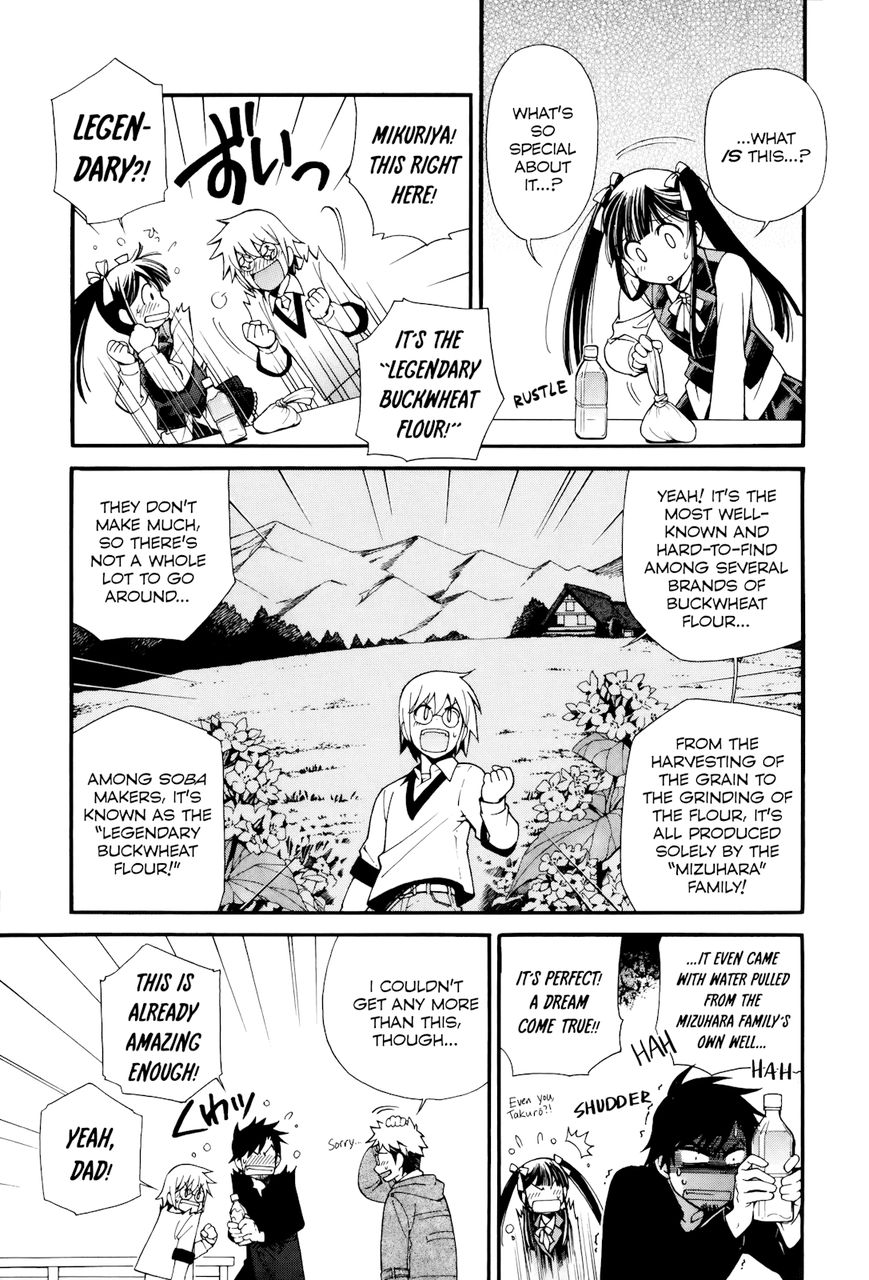 ...WHAT
IS THIS...?
WHAT'S
SO
SPECIAL
ABOUT
IT...?
RUSTLE
MIKURIYA!
THIS RIGHT
HERE!
おいっ
IT'S THE
"LEGENDARY
BUCKWHEAT
FLOUR!"
LEGEN-
DARY?!
YEAH! IT'S THE
MOST WELL-
KNOWN AND
HARD-TO-FIND
AMONG SEVERAL
BRANDS OF
BUCKWHEAT
FLOUR...
THEY DON'T
MAKE MUCH,
SO THERE'S
NOT A WHOLE
LOT TO GO
AROUND...
FROM THE
HARVESTING OF
THE GRAIN TO
THE GRINDING OF
THE FLOUR, IT'S
ALL PRODUCED
SOLELY BY THE
"MIZUHARA"
FAMILY!
AMONG SOBA
MAKERS, IT'S
KNOWN AS THE
"LEGENDARY
BUCKWHEAT
FLOUR!"
...IT EVEN CAME
WITH WATER PULLED
FROM THE
MIZUHARA FAMILY'S
OWN WELL...
HAH
HAH
IT'S PERFECT!
A DREAM
COME TRUE!!
SHUDDER
Even you,
Takuro?!
?
?
I COULDN'T
GET ANY MORE
THAN THIS,
THOUGH...
Sorry...
THIS IS
ALREADY
AMAZING
ENOUGH!
くわっ
YEAH,
DAD!